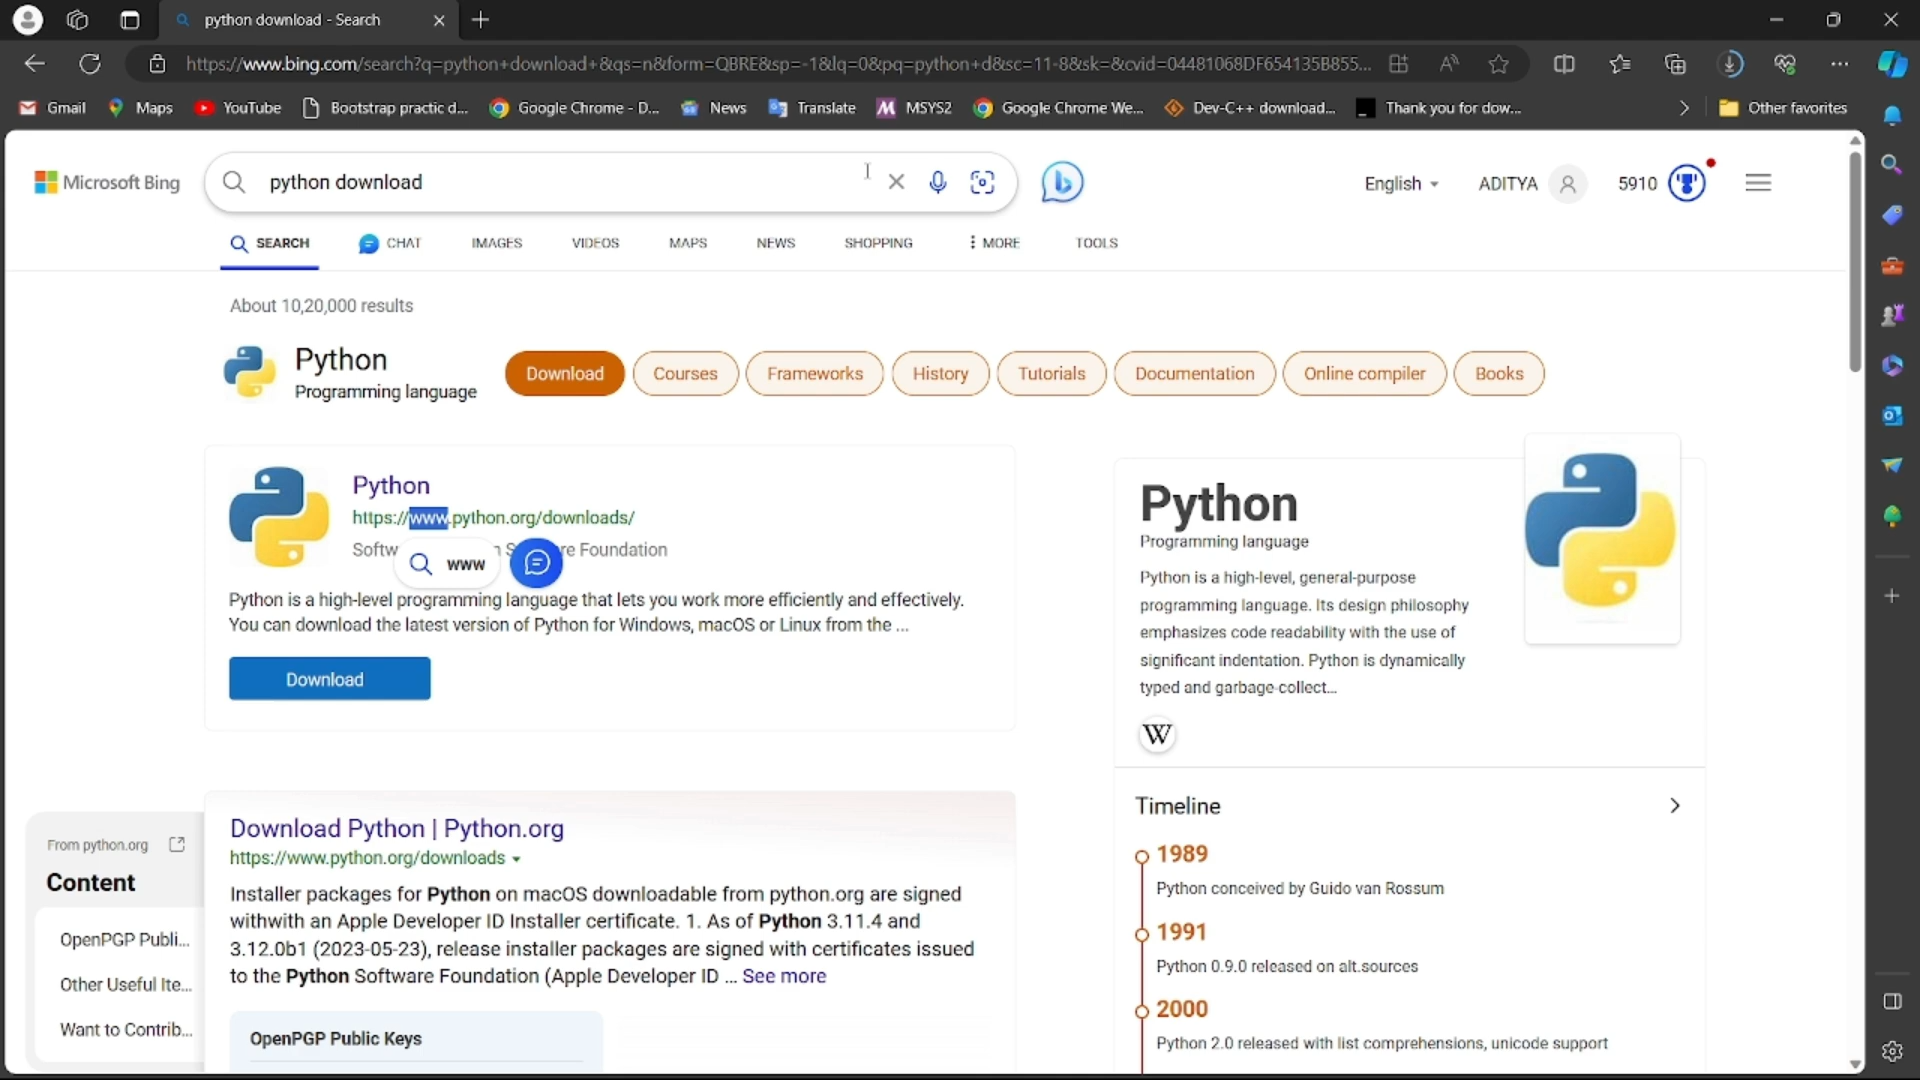 python download - Search
https://www.bing.com/search?q=python+download+&qs=n&form=QBRE&sp=-1&lq=0&pq=python+d&sc=11-8&sk=&cvid=04481068DF654135B855...
Gmail Maps YouTube Bootstrap practic d... Google Chrome - D... News Translate MSYS2 Google Chrome We... Dev-C++ download... Thank you for dow... Other favorites
Microsoft Bing
python download
English
ADITYA
5910
SEARCH CHAT IMAGES VIDEOS MAPS NEWS SHOPPING MORE TOOLS
About 10,20,000 results
Python
Programming language
Download Courses Frameworks History Tutorials Documentation Online compiler Books
Python
https://www.python.org/downloads/
Softw n S re Foundation
www
Python is a high-level programming language that lets you work more efficiently and effectively.
You can download the latest version of Python for Windows, macOS or Linux from the ...
Download
Download Python | Python.org
https://www.python.org/downloads
Installer packages for Python on macOS downloadable from python.org are signed
withwith an Apple Developer ID Installer certificate. 1. As of Python 3.11.4 and
3.12.0b1 (2023-05-23), release installer packages are signed with certificates issued
to the Python Software Foundation (Apple Developer ID ... See more
OpenPGP Public Keys
From python.org
Content
OpenPGP Publi...
Other Useful Ite...
Want to Contrib...
Python
Programming language
Python is a high-level, general-purpose
programming language. Its design philosophy
emphasizes code readability with the use of
significant indentation. Python is dynamically
typed and garbage-collect...
W
Timeline
1989
Python conceived by Guido van Rossum
1991
Python 0.9.0 released on alt.sources
2000
Python 2.0 released with list comprehensions, unicode support